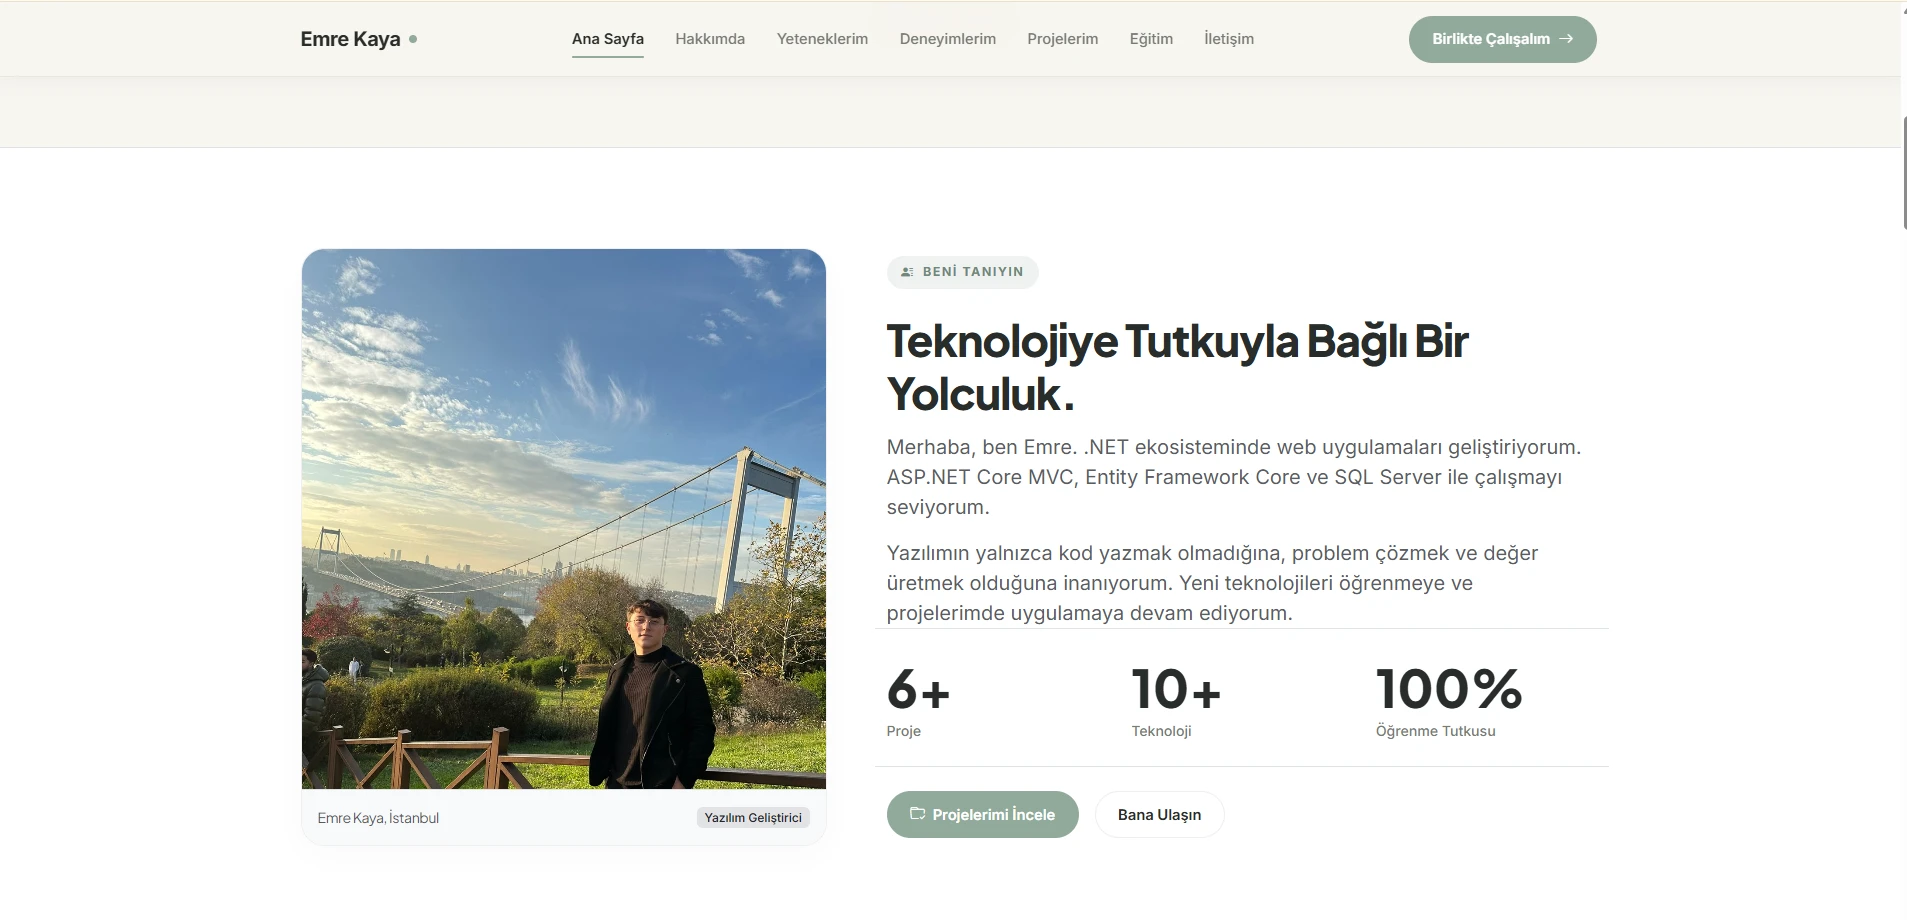 Emre Kaya
Ana Sayfa
Hakkımda
Yeteneklerim
Deneyimlerim
Projelerim
Eğitim
İletişim
Birlikte Çalışalım →
BENİ TANIYIN
Teknolojiye Tutkuyla Bağlı Bir
Yolculuk.
Merhaba, ben Emre. .NET ekosisteminde web uygulamaları geliştiriyorum.
ASP.NET Core MVC, Entity Framework Core ve SQL Server ile çalışmayı
seviyorum.
Yazılımın yalnızca kod yazmak olmadığına, problem çözmek ve değer
üretmek olduğuna inanıyorum. Yeni teknolojileri öğrenmeye ve
projelerimde uygulamaya devam ediyorum.
6+
Proje
10+
Teknoloji
100%
Öğrenme Tutkusu
Projelerimi İncele
Bana Ulaşın
Emre Kaya, İstanbul
Yazılım Geliştirici